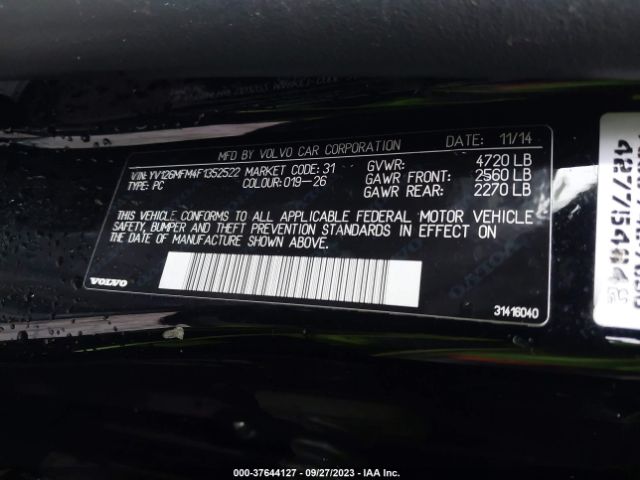 MFD BY VOLVO CAR CORPORATION DATE: 11/14
VIN: YV126MFM4F1352522 MARKET CODE: 31 GVWR: 4720 LB
TYPE: PC COLOUR: 019-26 GAWR FRONT: 2560 LB
GAWR REAR: 2270 LB
THIS VEHICLE CONFORMS TO ALL APPLICABLE FEDERAL MOTOR VEHICLE
SAFETY, BUMPER AND THEFT PREVENTION STANDARDS IN EFFECT ON
THE DATE OF MANUFACTURE SHOWN ABOVE.
VOLVO
31416040
000-37644127 - 09/27/2023 - IAA Inc.